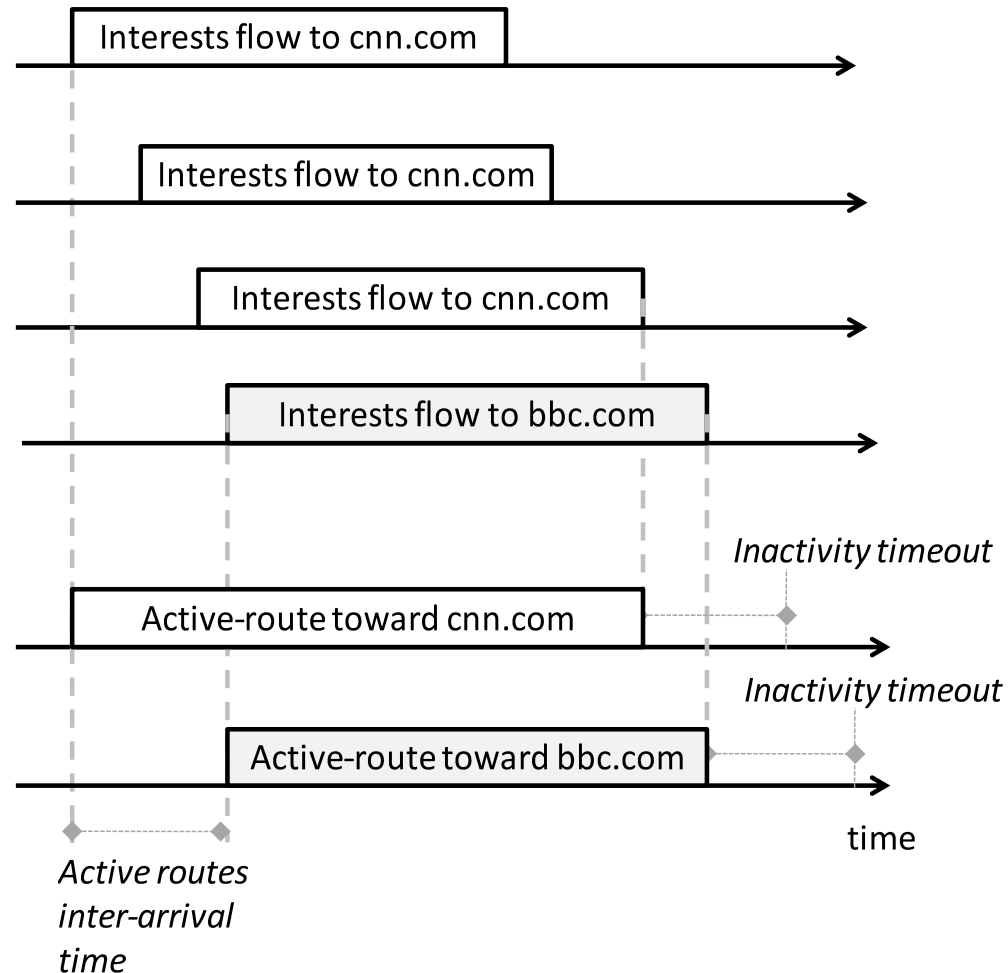 Interests flow to cnn.com
Interests flow to cnn.com
Interests flow to cnn.com
Interests flow to bbc.com
Inactivity timeout
Active-route toward cnn.com
Inactivity timeout
Active-route toward bbc.com
time
Active routes
inter-arrival
time